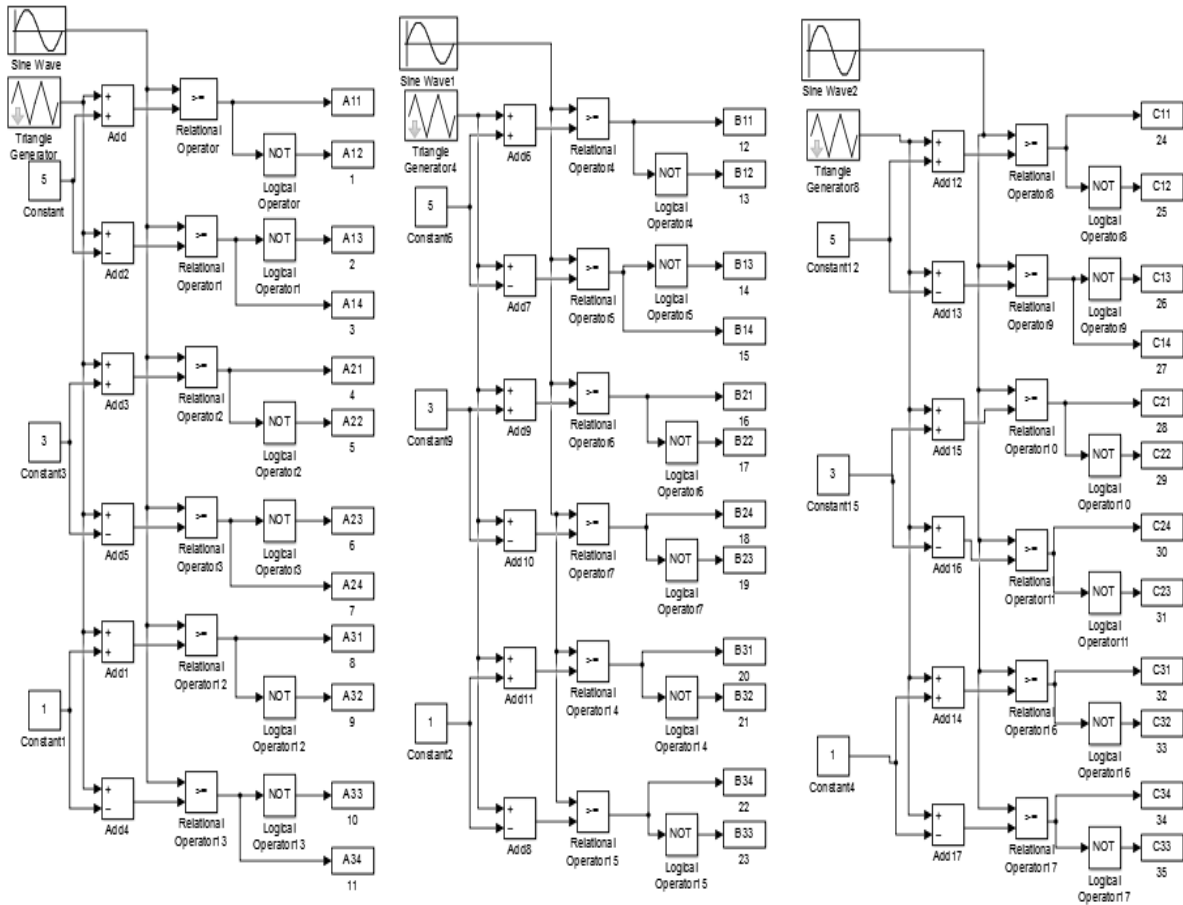 Sine Wave
Triangle
Generator
5
Constant
+
+
Add
>=
Relational
Operator
A11
NOT
Logical
Operator
A12
1
+
−
Add2
>=
Relational
Operator1
NOT
Logical
Operator1
A13
2
A14
3
+
+
Add3
>=
Relational
Operator2
A21
4
NOT
Logical
Operator2
A22
5
3
Constant3
+
−
Add5
>=
Relational
Operator3
NOT
Logical
Operator3
A23
6
A24
7
+
+
Add1
>=
Relational
Operator12
A31
8
NOT
Logical
Operator12
A32
9
1
Constant1
+
−
Add4
>=
Relational
Operator13
NOT
Logical
Operator13
A33
10
A34
11
Sine Wave1
Triangle
Generator4
5
Constant6
+
+
Add6
>=
Relational
Operator4
B11
12
NOT
Logical
Operator4
B12
13
+
−
Add7
>=
Relational
Operator5
NOT
Logical
Operator5
B13
14
B14
15
3
Constant9
+
+
Add9
>=
Relational
Operator6
B21
16
NOT
Logical
Operator6
B22
17
+
−
Add10
>=
Relational
Operator7
B24
18
NOT
Logical
Operator7
B23
19
+
+
Add11
>=
Relational
Operator14
B31
20
NOT
Logical
Operator14
B32
21
1
Constant2
+
−
Add8
>=
Relational
Operator15
B34
22
NOT
Logical
Operator15
B33
23
Sine Wave2
Triangle
Generator8
5
Constant12
+
+
Add12
>=
Relational
Operator8
C11
24
NOT
Logical
Operator8
C12
25
+
−
Add13
>=
Relational
Operator9
NOT
Logical
Operator9
C13
26
C14
27
+
+
Add15
>=
Relational
Operator10
C21
28
NOT
Logical
Operator10
C22
29
3
Constant15
+
−
Add16
>=
Relational
Operator11
C24
30
NOT
Logical
Operator11
C23
31
+
+
Add14
>=
Relational
Operator16
C31
32
NOT
Logical
Operator16
C32
33
1
Constant4
+
−
Add17
>=
Relational
Operator17
C34
34
NOT
Logical
Operator17
C33
35